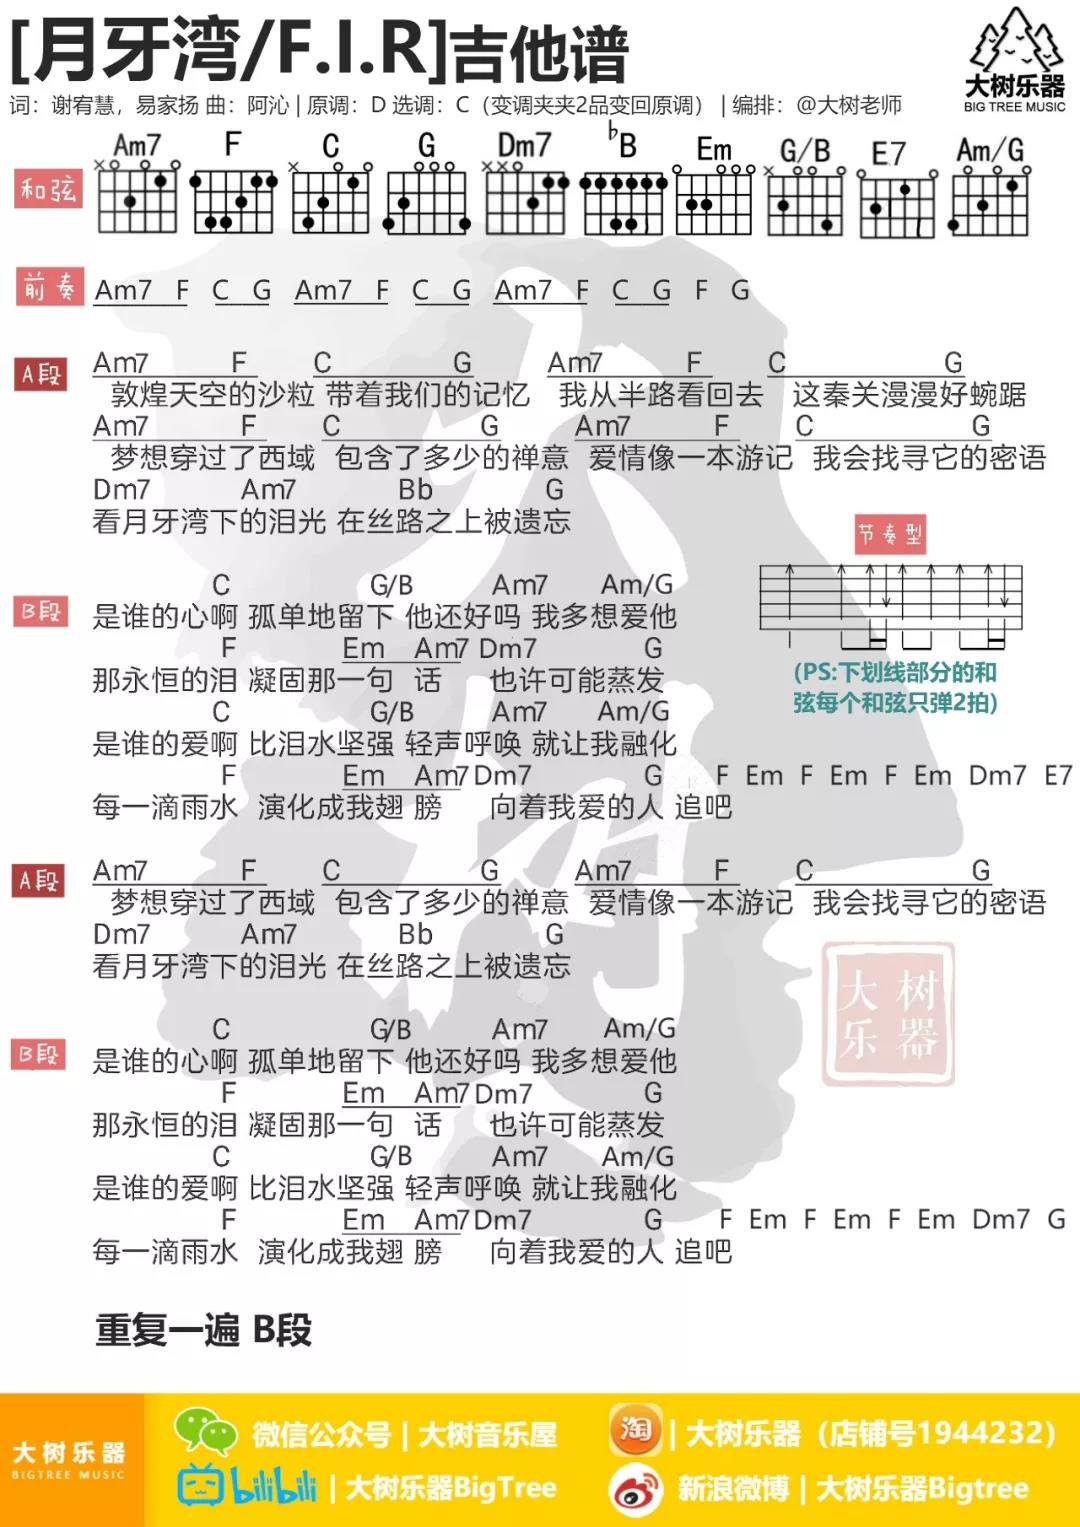 [月牙湾/F.I.R]吉他谱
大树乐器
BIG TREE MUSIC
词：谢宥慧，易家扬 曲：阿沁 | 原调：D 选调：C（变调夹夹2品变回原调） | 编排：@大树老师
和弦
Am7 F C G Dm7 ♭B Em G/B E7 Am/G
前奏 Am7 F C G Am7 F C G Am7 F C G F G
A段
Am7 F C G Am7 F C G
敦煌天空的沙粒 带着我们的记忆 我从半路看回去 这秦关漫漫好蜿踞
Am7 F C G Am7 F C G
梦想穿过了西域 包含了多少的禅意 爱情像一本游记 我会找寻它的密语
Dm7 Am7 Bb G
看月牙湾下的泪光 在丝路之上被遗忘
节奏型
(PS:下划线部分的和
弦每个和弦只弹2拍)
B段
C G/B Am7 Am/G
是谁的心啊 孤单地留下 他还好吗 我多想爱他
F Em Am7 Dm7 G
那永恒的泪 凝固那一句 话 也许可能蒸发
C G/B Am7 Am/G
是谁的爱啊 比泪水坚强 轻声呼唤 就让我融化
F Em Am7 Dm7 G F Em F Em F Em Dm7 E7
每一滴雨水 演化成我翅 膀 向着我爱的人 追吧
A段
Am7 F C G Am7 F C G
梦想穿过了西域 包含了多少的禅意 爱情像一本游记 我会找寻它的密语
Dm7 Am7 Bb G
看月牙湾下的泪光 在丝路之上被遗忘
大树
乐器
B段
C G/B Am7 Am/G
是谁的心啊 孤单地留下 他还好吗 我多想爱他
F Em Am7 Dm7 G
那永恒的泪 凝固那一句 话 也许可能蒸发
C G/B Am7 Am/G
是谁的爱啊 比泪水坚强 轻声呼唤 就让我融化
F Em Am7 Dm7 G F Em F Em F Em Dm7 G
每一滴雨水 演化成我翅 膀 向着我爱的人 追吧
重复一遍 B段
大树乐器
BIGTREE MUSIC
微信公众号 | 大树音乐屋
淘 | 大树乐器（店铺号1944232）
bilibili | 大树乐器BigTree
新浪微博 | 大树乐器Bigtree